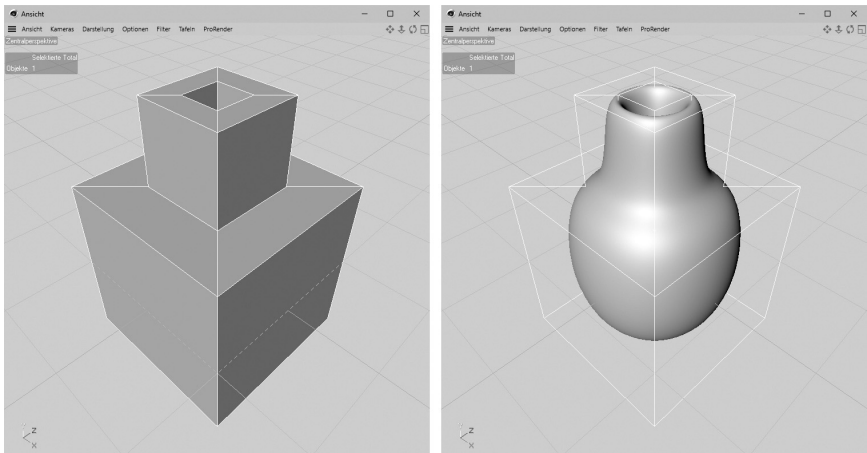 Ansicht
Ansicht Kameras Darstellung Optionen Filter Tafeln ProRender
Zentralperspektive
Selektierte Total
Objekte 1
Z
X
Ansicht
Ansicht Kameras Darstellung Optionen Filter Tafeln ProRender
Zentralperspektive
Selektierte Total
Objekte 1
Z
X